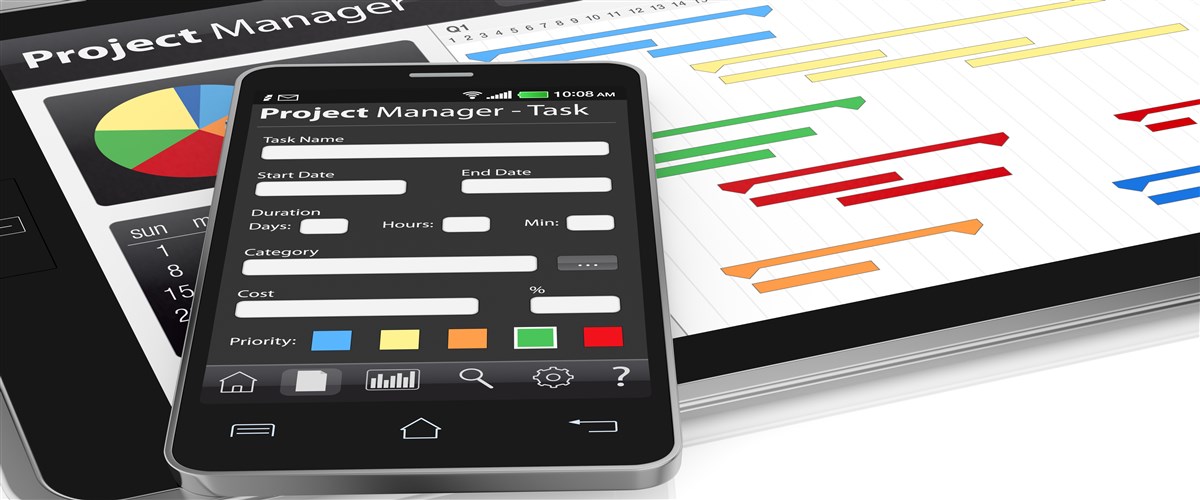 Project Manager
Q1
1 2 3 4 5 6 7 8 9 10 11 12 13 14 15
sun
1
8
15
10:08 AM
Project Manager - Task
Task Name
Start Date End Date
Duration
Days: Hours: Min:
Category
...
Cost %
Priority:
?